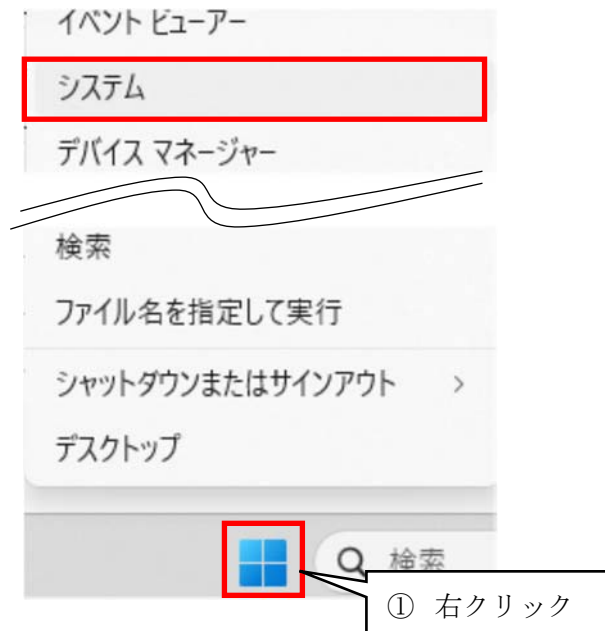 イベント ビューアー
システム
デバイス マネージャー
検索
ファイル名を指定して実行
シャットダウンまたはサインアウト
デスクトップ
検索
① 右クリック